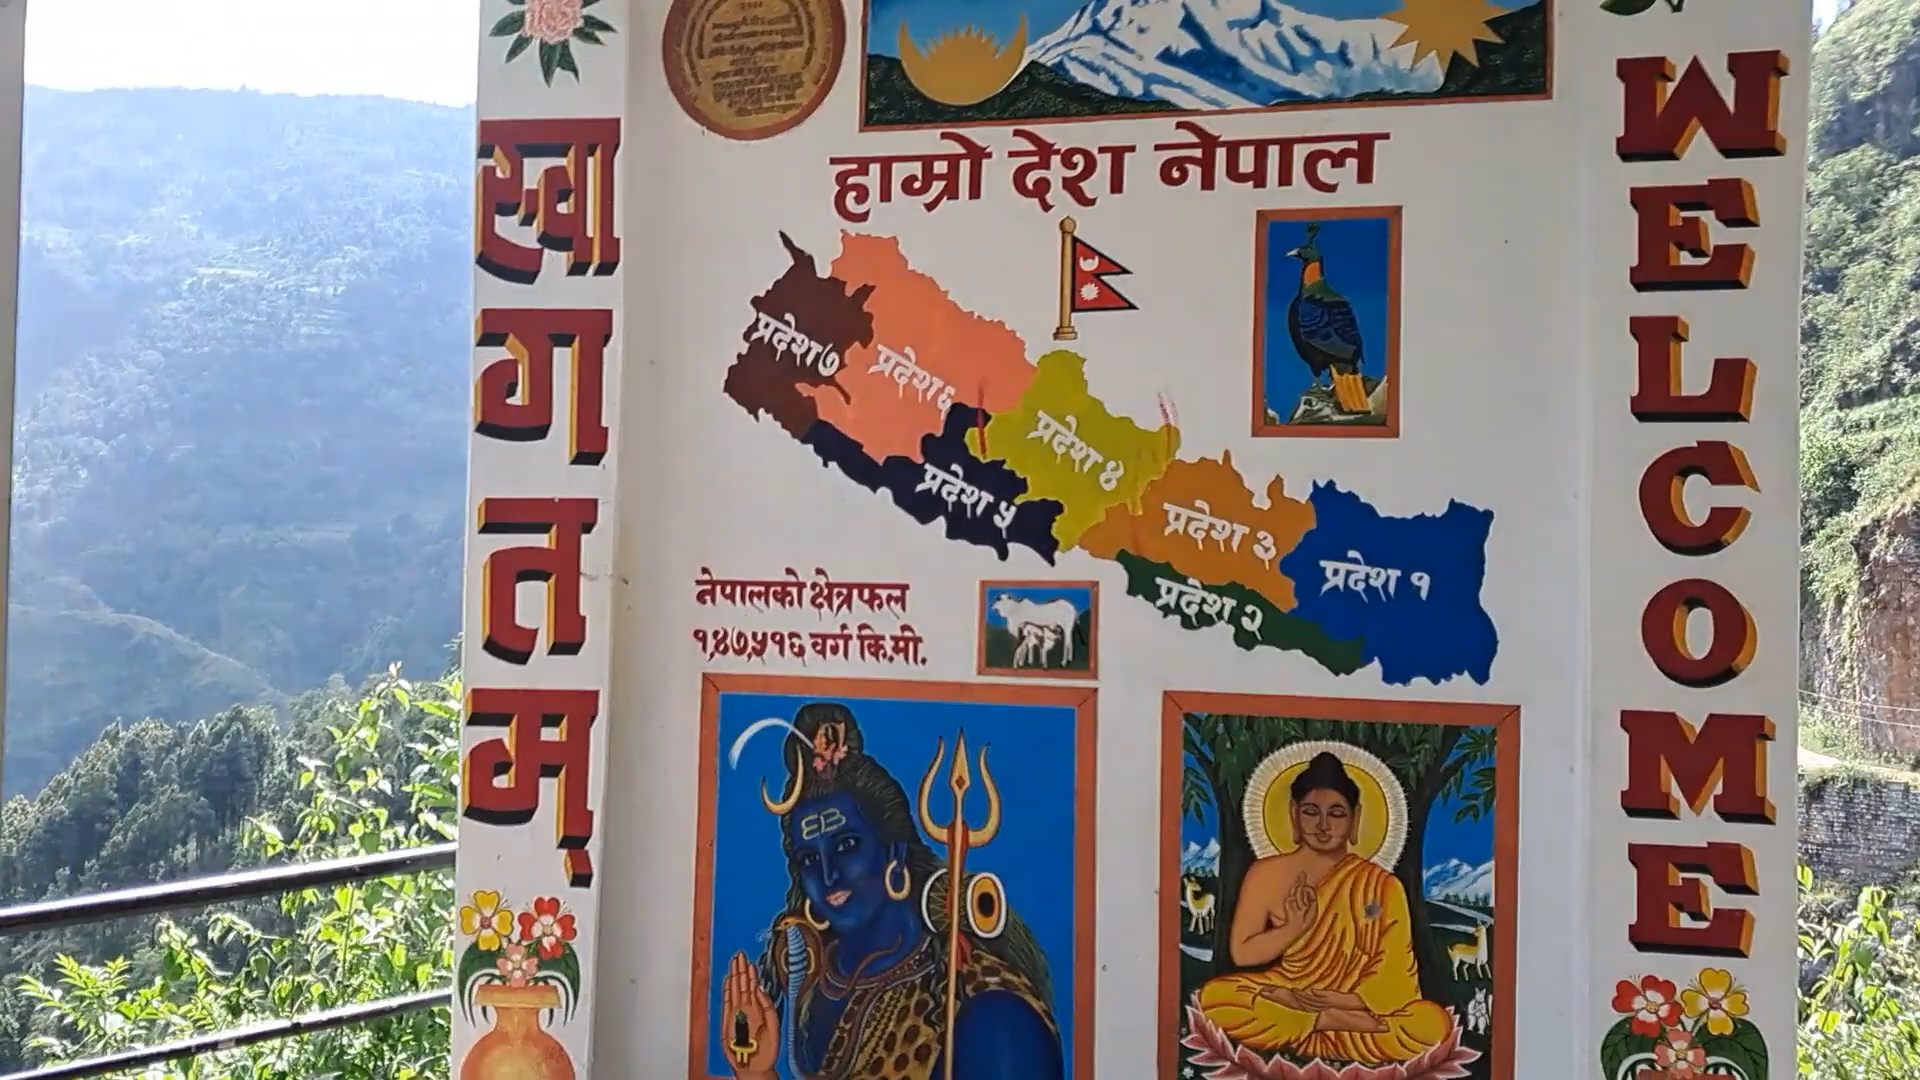 स्वागतम्
WELCOME
हाम्रो देश नेपाल
प्रदेश ७
प्रदेश ६
प्रदेश ५
प्रदेश ४
प्रदेश ३
प्रदेश २
प्रदेश १
नेपालको क्षेत्रफल
१,४७,५१६ वर्ग कि.मी.